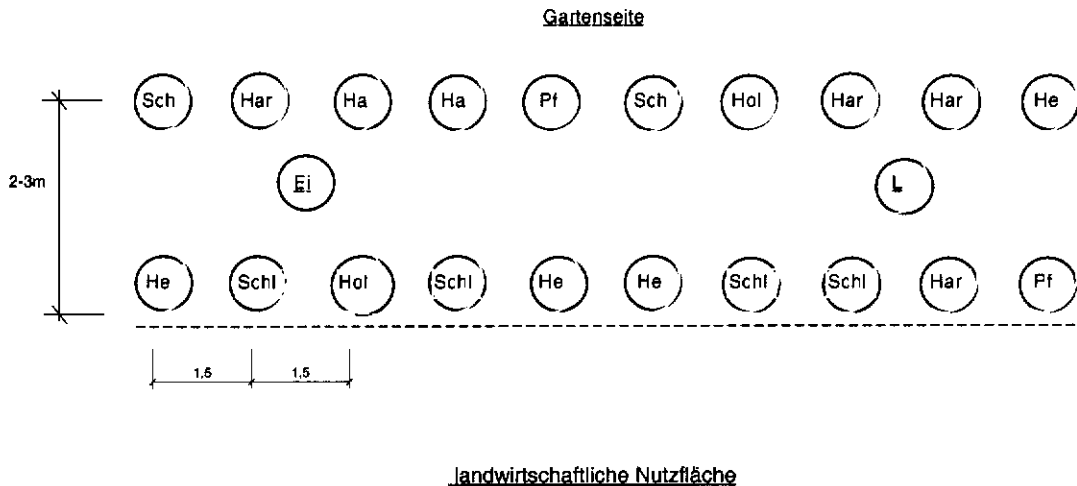 Gartenseite
Sch Har Ha Ha Pf Sch Hol Har Har He
2-3m
Ei L
He Schl Hol Schl He He Schl Schl Har Pf
1,5 1,5
landwirtschaftliche Nutzfläche